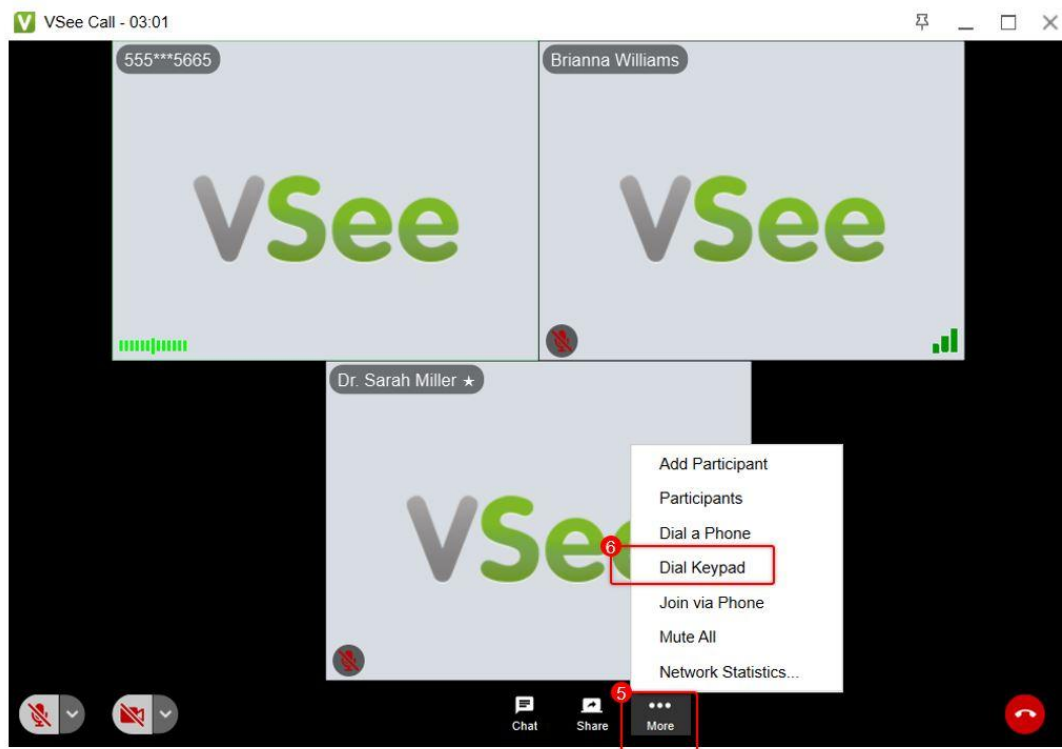 VSee Call - 03:01
555***5665
Brianna Williams
VSee
VSee
Dr. Sarah Miller ★
VSee
Add Participant
Participants
Dial a Phone
6
Dial Keypad
Join via Phone
Mute All
Network Statistics...
5
Chat
Share
More